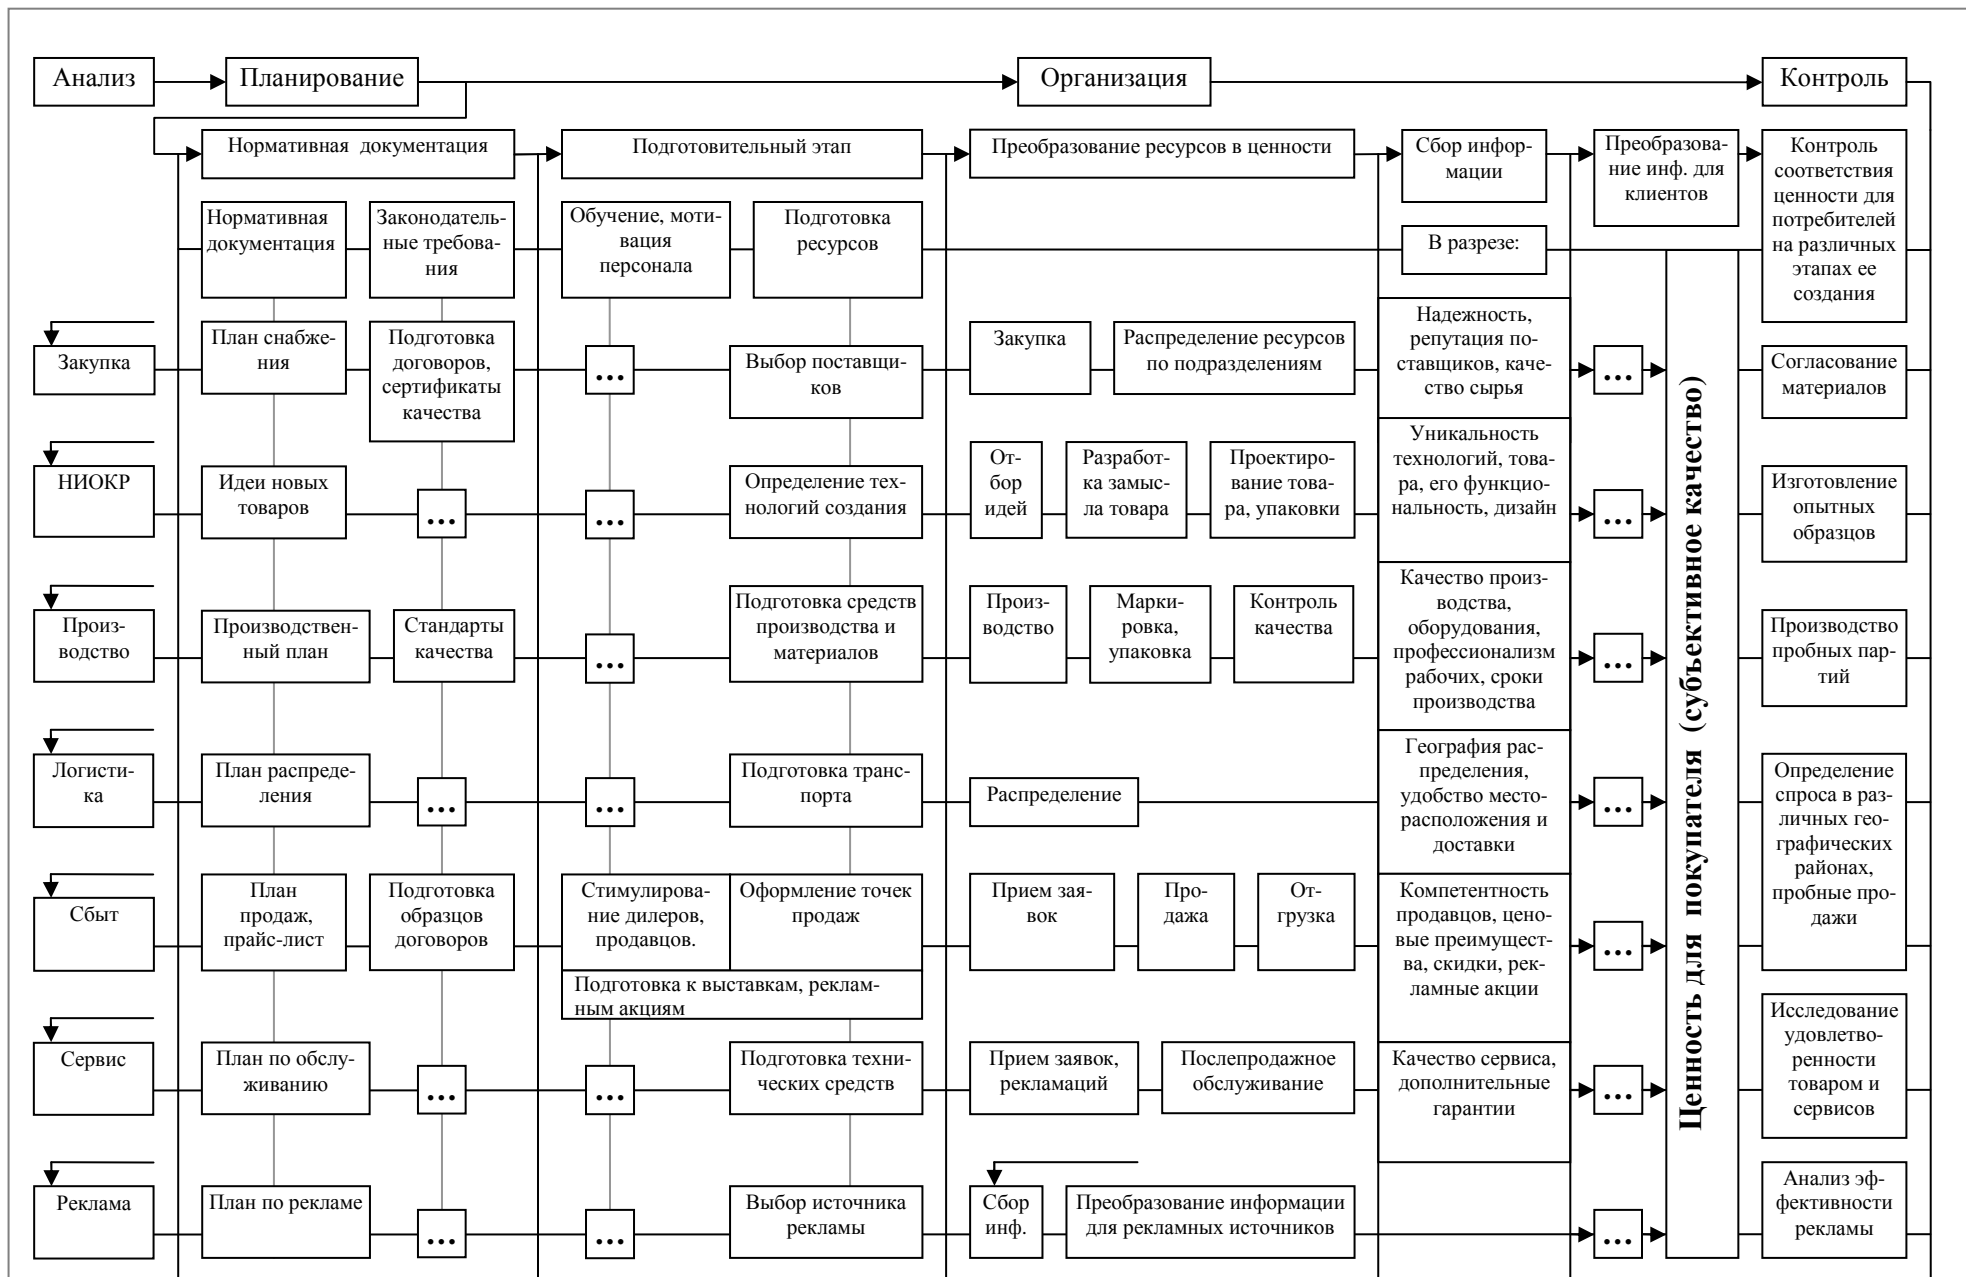 Анализ
Планирование
Организация
Контроль
Нормативная документация
Подготовительный этап
Преобразование ресурсов в ценности
Сбор инфор-
мации
Преобразова-
ние инф. для
клиентов
Контроль
соответствия
ценности для
потребителей
на различных
этапах ее
создания
Нормативная
документация
Законодатель-
ные требова-
ния
Обучение, моти-
вация
персонала
Подготовка
ресурсов
В разрезе:
Закупка
План снабже-
ния
Подготовка
договоров,
сертификаты
качества
...
Выбор поставщи-
ков
Закупка
Распределение ресурсов
по подразделениям
Надежность,
репутация по-
ставщиков, каче-
ство сырья
...
Согласование
материалов
НИОКР
Идеи новых
товаров
...
...
Определение тех-
нологий создания
От-
бор
идей
Разработ-
ка замыс-
ла товара
Проектиро-
вание това-
ра, упаковки
Уникальность
технологий, това-
ра, его функцио-
нальность, дизайн
...
Изготовление
опытных
образцов
Произ-
водство
Производствен-
ный план
Стандарты
качества
...
Подготовка средств
производства и
материалов
Произ-
водство
Марки-
ровка,
упаковка
Контроль
качества
Качество произ-
водства,
оборудования,
профессионализм
рабочих, сроки
производства
...
Производство
пробных пар-
тий
Логисти-
ка
План распреде-
ления
...
...
Подготовка транс-
порта
Распределение
География рас-
пределения,
удобство место-
расположения и
доставки
...
Определение
спроса в раз-
личных гео-
графических
районах,
пробные про-
дажи
Сбыт
План
продаж,
прайс-лист
Подготовка
образцов
договоров
Стимулирова-
ние дилеров,
продавцов.
Оформление точек
продаж
Подготовка к выставкам, реклам-
ным акциям
Прием зая-
вок
Про-
дажа
От-
грузка
Компетентность
продавцов, цено-
вые преимущест-
ва, скидки, рек-
ламные акции
...
Сервис
План по обслу-
живанию
...
...
Подготовка техни-
ческих средств
Прием заявок,
рекламаций
Послепродажное
обслуживание
Качество сервиса,
дополнительные
гарантии
...
Исследование
удовлетво-
ренности
товаром и
сервисов
Реклама
План по рекламе
...
...
Выбор источника
рекламы
Сбор
инф.
Преобразование информации
для рекламных источников
...
Анализ эф-
фективности
рекламы
Ценность для покупателя (субъективное качество)